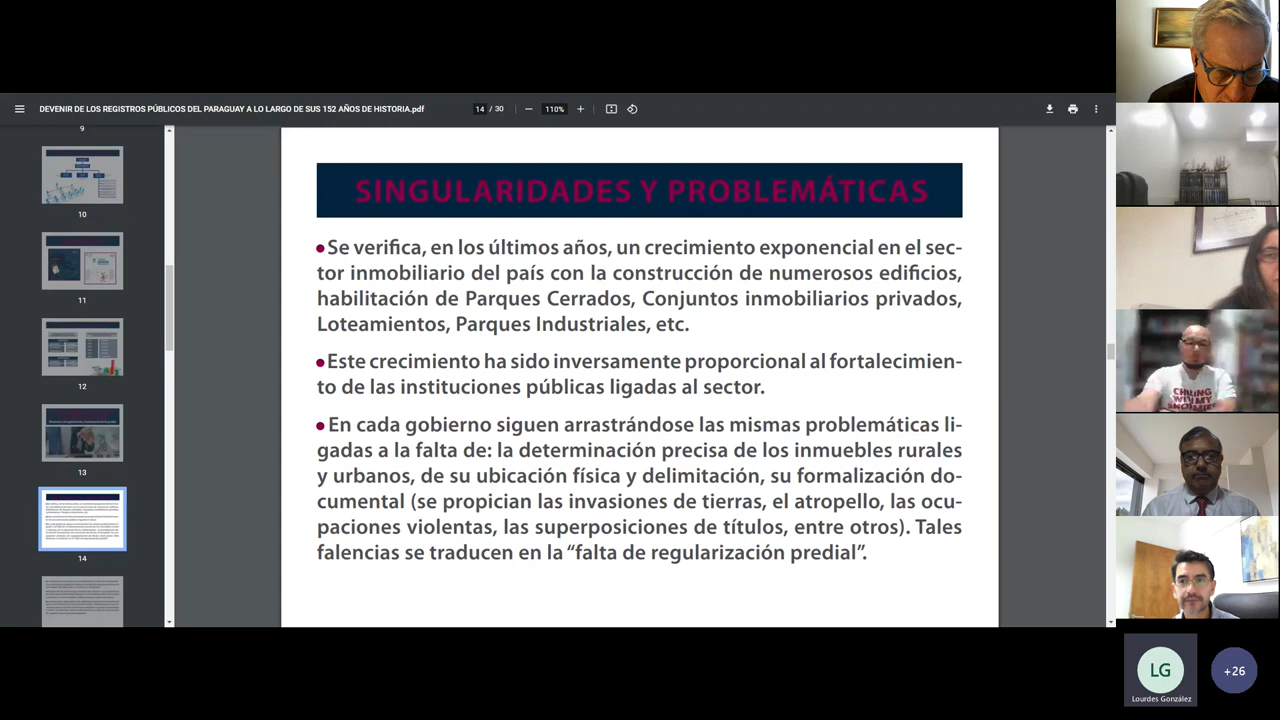 DEVENIR DE LOS REGISTROS PÚBLICOS DEL PARAGUAY A LO LARGO DE SUS 152 AÑOS DE HISTORIA.pdf
14 / 30
110%
9
10
11
12
13
14
SINGULARIDADES Y PROBLEMÁTICAS
●Se verifica, en los últimos años, un crecimiento exponencial en el sec-
tor inmobiliario del país con la construcción de numerosos edificios,
habilitación de Parques Cerrados, Conjuntos inmobiliarios privados,
Loteamientos, Parques Industriales, etc.
●Este crecimiento ha sido inversamente proporcional al fortalecimien-
to de las instituciones públicas ligadas al sector.
● En cada gobierno siguen arrastrándose las mismas problemáticas li-
gadas a la falta de: la determinación precisa de los inmuebles rurales
y urbanos, de su ubicación física y delimitación, su formalización do-
cumental (se propician las invasiones de tierras, el atropello, las ocu-
paciones violentas, las superposiciones de títulos, entre otros). Tales
falencias se traducen en la “falta de regularización predial”.
CHILLING
WITH MY
LG
Lourdes González
+26